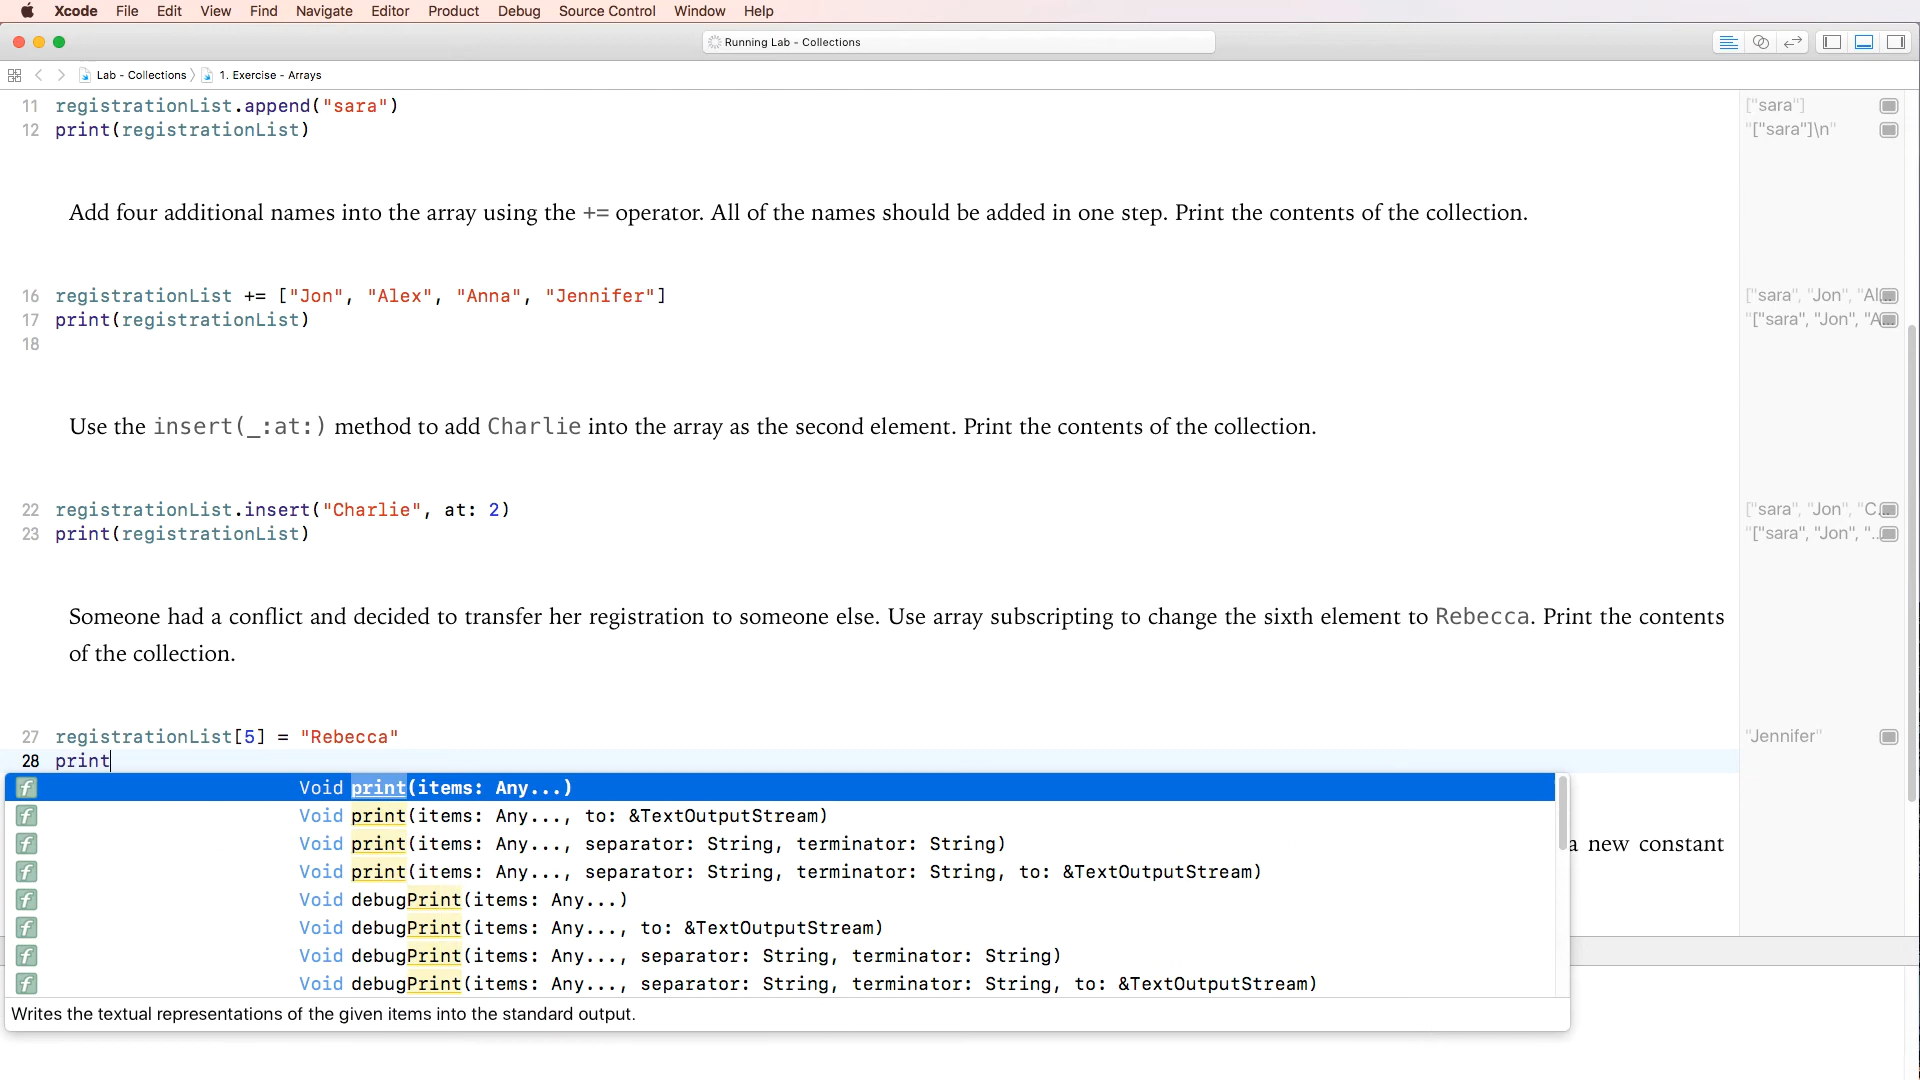 Xcode File Edit View Find Navigate Editor Product Debug Source Control Window Help
Running Lab - Collections
Lab - Collections 1. Exercise - Arrays
11 registrationList.append("sara") ["sara"]
12 print(registrationList) "["sara"]\n"
Add four additional names into the array using the += operator. All of the names should be added in one step. Print the contents of the collection.
16 registrationList += ["Jon", "Alex", "Anna", "Jennifer"] ["sara", "Jon", "Al...
17 print(registrationList) "["sara", "Jon", "A...
18
Use the insert(_:at:) method to add Charlie into the array as the second element. Print the contents of the collection.
22 registrationList.insert("Charlie", at: 2) ["sara", "Jon", "C...
23 print(registrationList) "["sara", "Jon", "...
Someone had a conflict and decided to transfer her registration to someone else. Use array subscripting to change the sixth element to Rebecca. Print the contents
of the collection.
27 registrationList[5] = "Rebecca" "Jennifer"
28 print
f Void print(items: Any...)
f Void print(items: Any..., to: &TextOutputStream)
f Void print(items: Any..., separator: String, terminator: String)
a new constant
f Void print(items: Any..., separator: String, terminator: String, to: &TextOutputStream)
f Void debugPrint(items: Any...)
f Void debugPrint(items: Any..., to: &TextOutputStream)
f Void debugPrint(items: Any..., separator: String, terminator: String)
f Void debugPrint(items: Any..., separator: String, terminator: String, to: &TextOutputStream)
Writes the textual representations of the given items into the standard output.